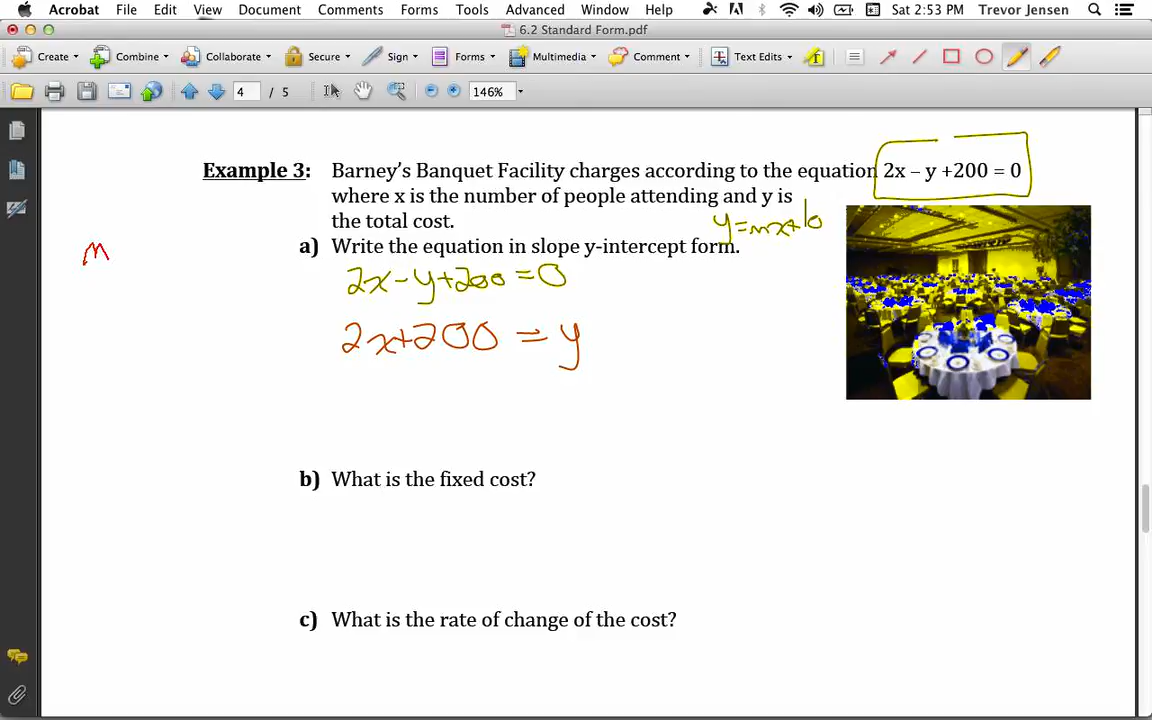 Acrobat File Edit View Document Comments Forms Tools Advanced Window Help Sat 2:53 PM Trevor Jensen
6.2 Standard Form.pdf
Create Combine Collaborate Secure Sign Forms Multimedia Comment Text Edits
4 / 5 146%
Example 3: Barney's Banquet Facility charges according to the equation 2x – y +200 = 0
where x is the number of people attending and y is
the total cost.
y=mx+b
a) Write the equation in slope y-intercept form.
M
2x-y+200=0
2x+200 = y
b) What is the fixed cost?
c) What is the rate of change of the cost?